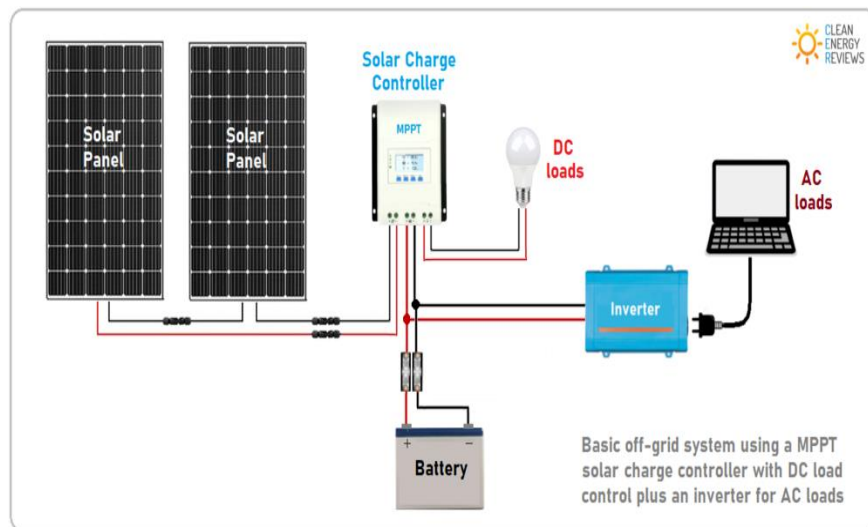 CLEAN
ENERGY
REVIEWS
Solar Charge
Controller
MPPT
Solar
Panel
Solar
Panel
DC
loads
AC
loads
Inverter
+ −
Battery
Basic off-grid system using a MPPT
solar charge controller with DC load
control plus an inverter for AC loads